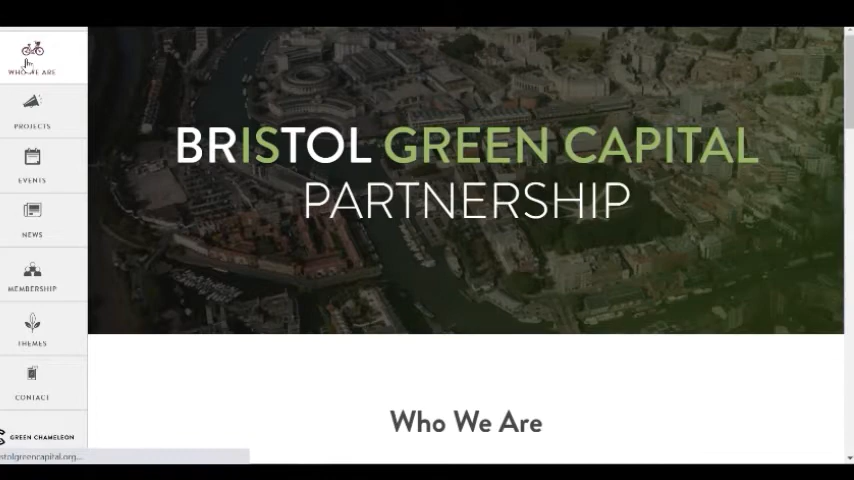 WHO WE ARE
PROJECTS
EVENTS
NEWS
MEMBERSHIP
THEMES
CONTACT
GREEN CHAMELEON
BRISTOL GREEN CAPITAL
PARTNERSHIP
Who We Are
stolgreencapital.org...